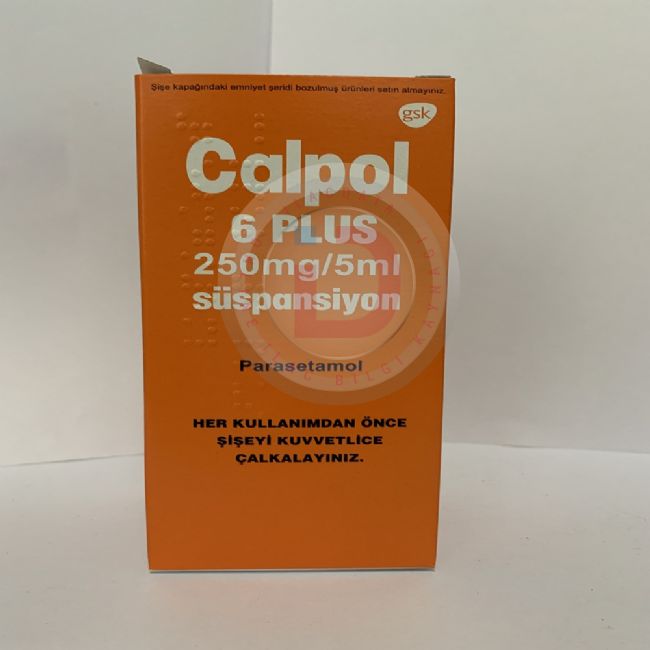 Şişe kapağındaki emniyet şeridi bozulmuş ürünleri satın almayınız.
gsk
Calpol
6 PLUS
250mg/5ml
süspansiyon
Parasetamol
HER KULLANIMDAN ÖNCE
ŞİŞEYİ KUVVETLİCE
ÇALKALAYINIZ.